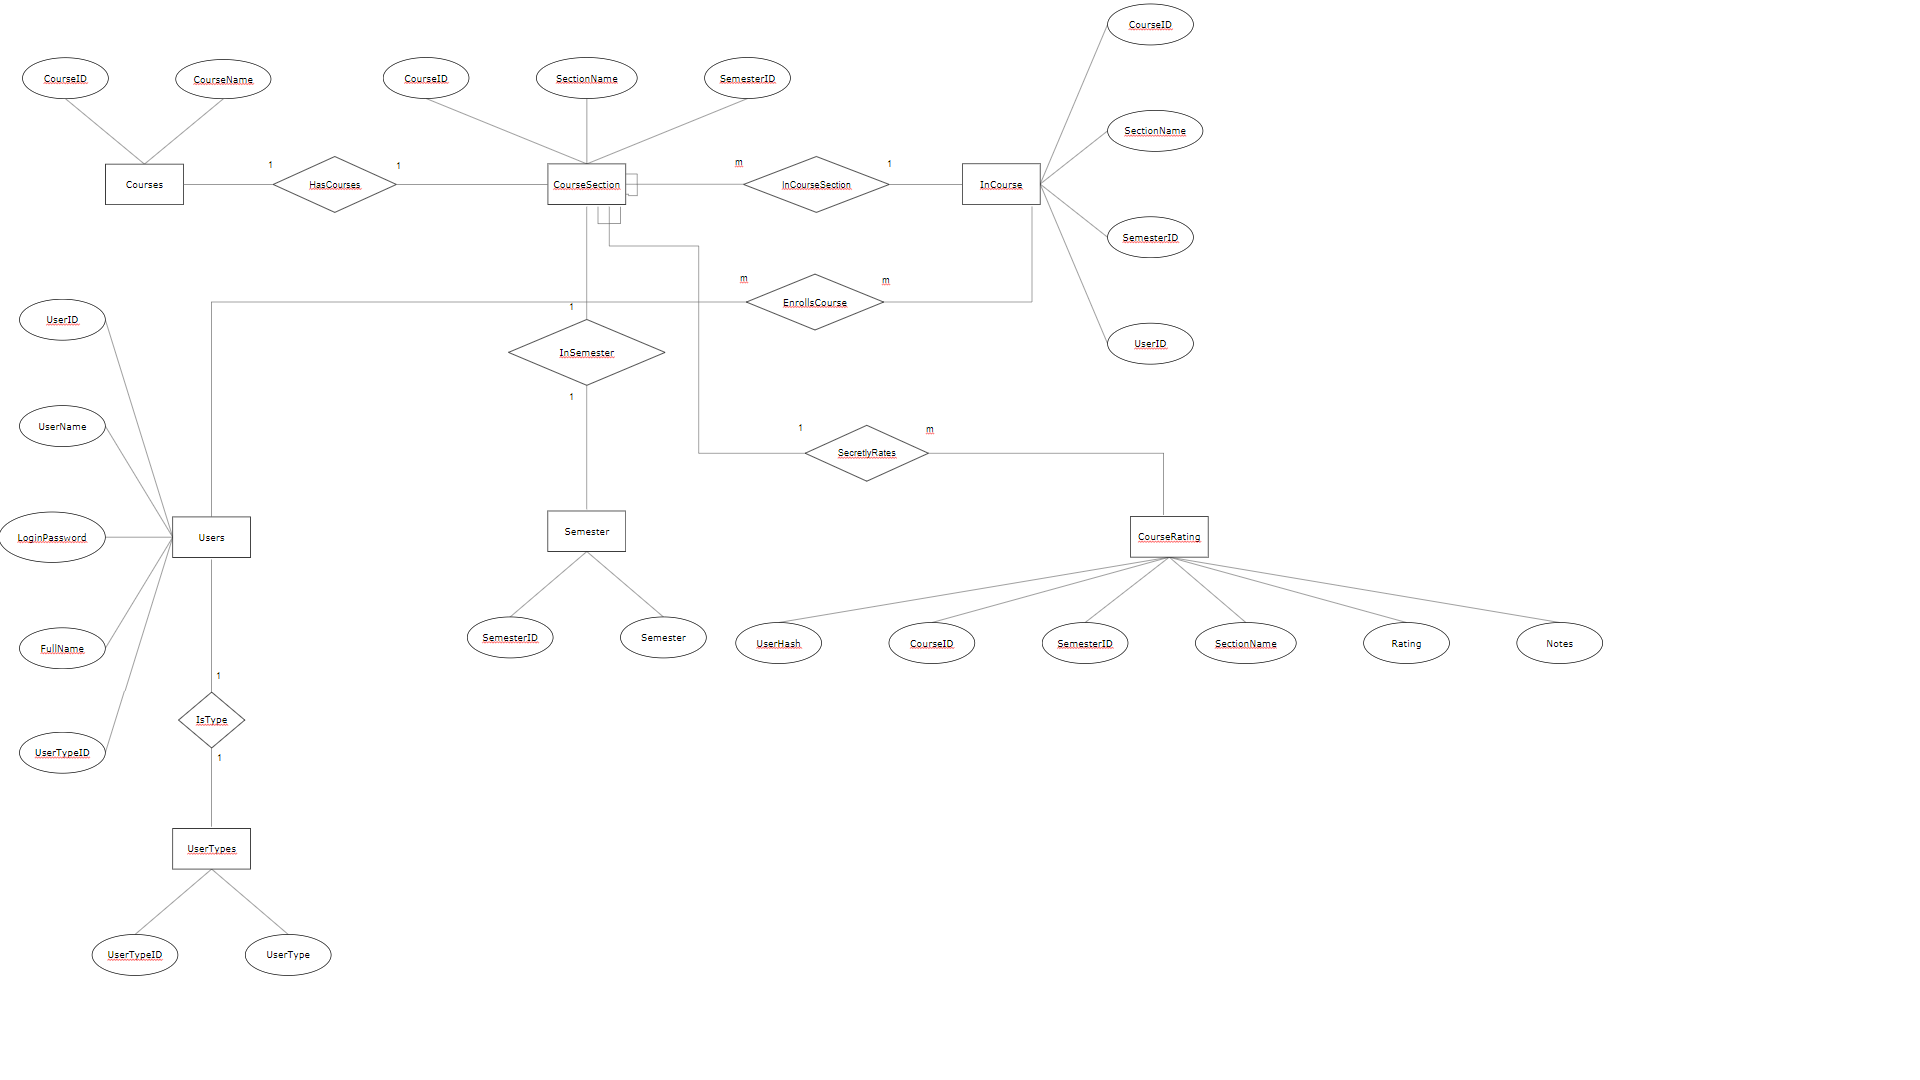 CourseID
CourseID
CourseName
CourseID
SectionName
SemesterID
SectionName
1
1
m
1
Courses
HasCourses
CourseSection
InCourseSection
InCourse
SemesterID
m
m
EnrollsCourse
1
UserID
InSemester
UserID
1
UserName
1
m
SecretlyRates
LoginPassword
Users
Semester
CourseRating
FullName
SemesterID
Semester
UserHash
CourseID
SemesterID
SectionName
Rating
Notes
1
IsType
UserTypeID
1
UserTypes
UserTypeID
UserType